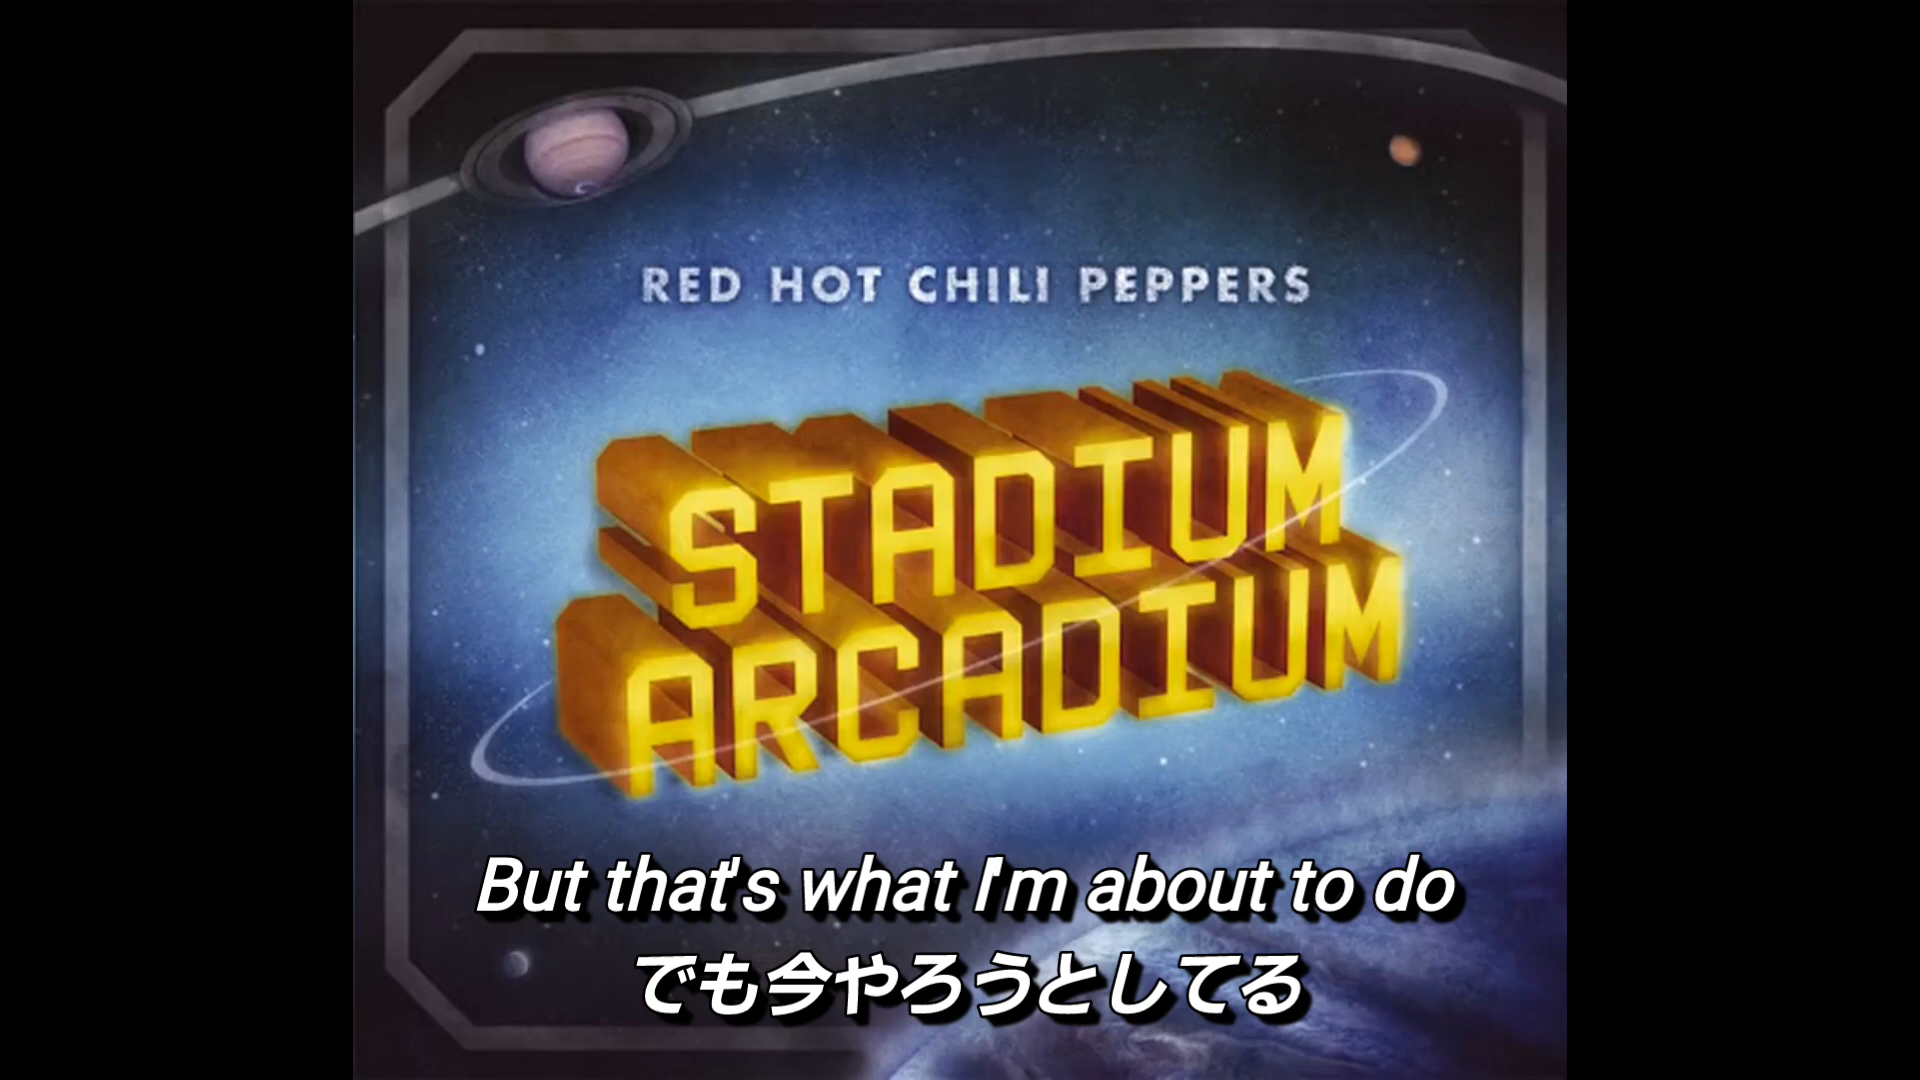 RED HOT CHILI PEPPERS
STADIUM
ARCADIUM
But that's what I'm about to do
でも今やろうとしてる